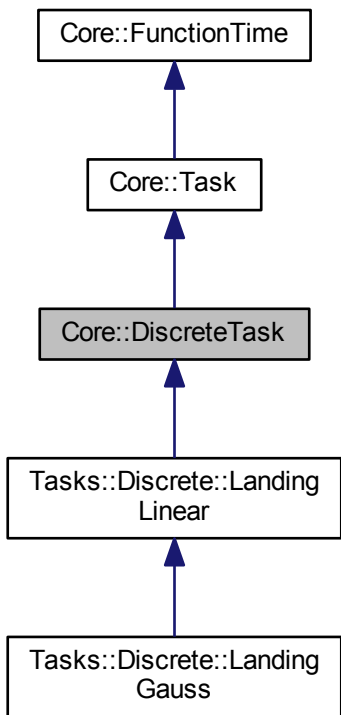 Core::FunctionTime
Core::Task
Core::DiscreteTask
Tasks::Discrete::Landing
Linear
Tasks::Discrete::Landing
Gauss